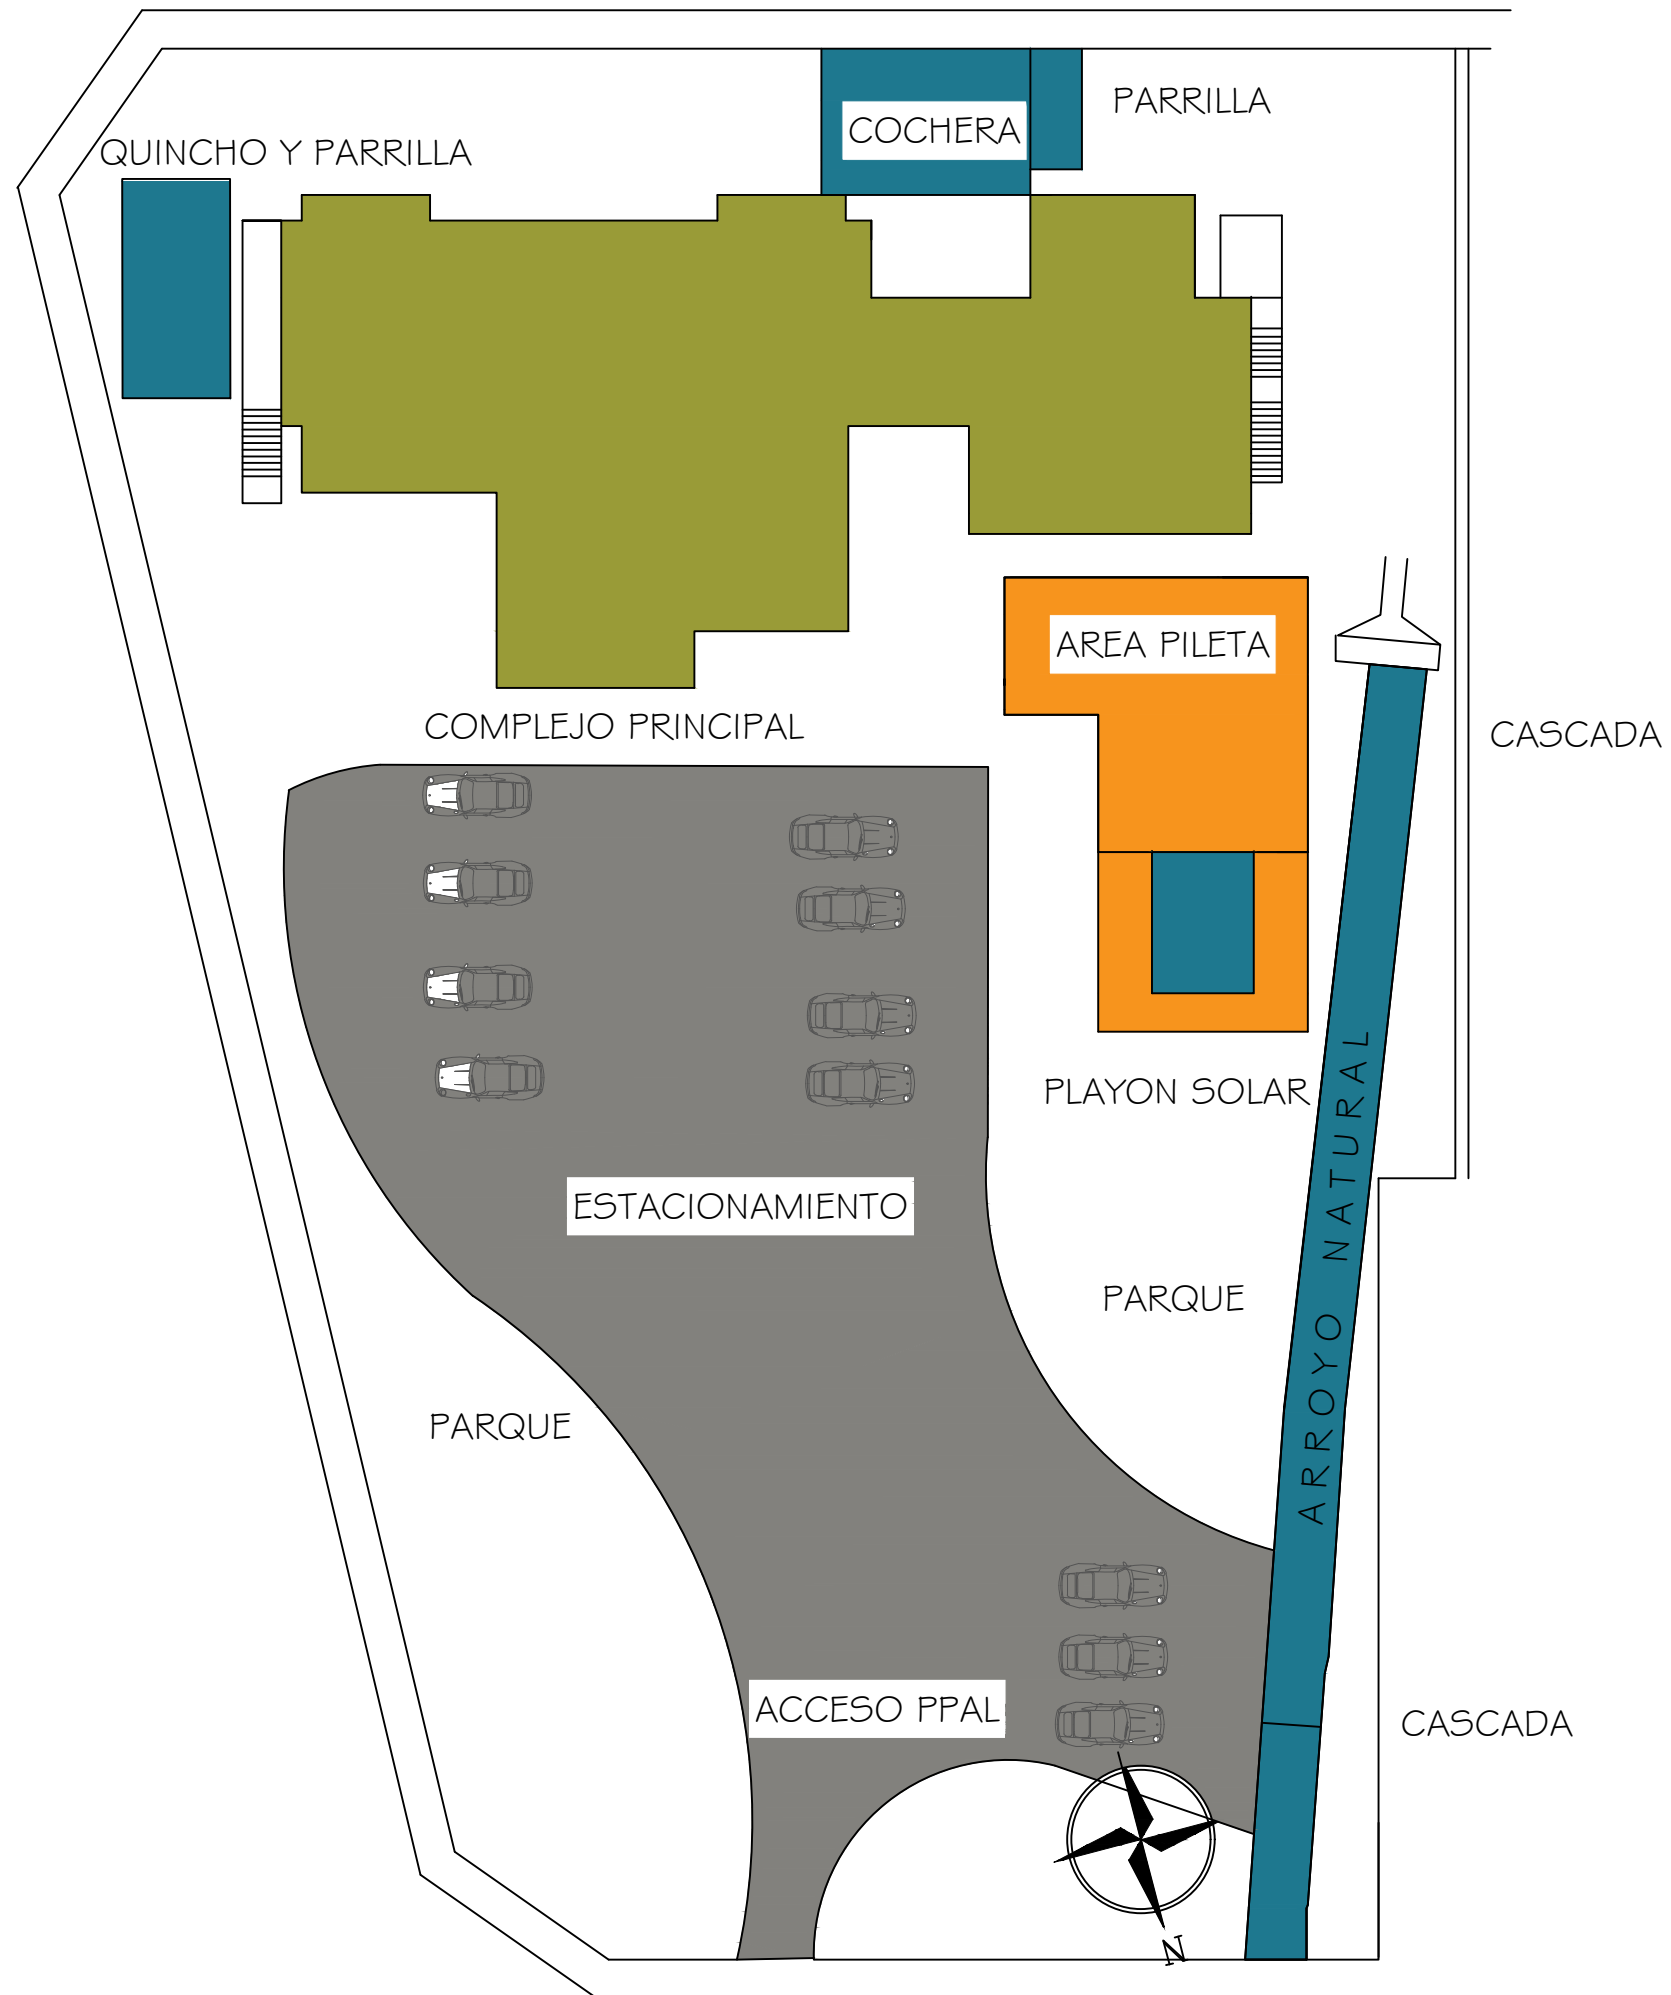 PARRILLA
COCHERA
QUINCHO Y PARRILLA
AREA PILETA
COMPLEJO PRINCIPAL
CASCADA
PLAYON SOLAR
ESTACIONAMIENTO
ARROYO NATURAL
PARQUE
PARQUE
ACCESO PPAL
CASCADA
N